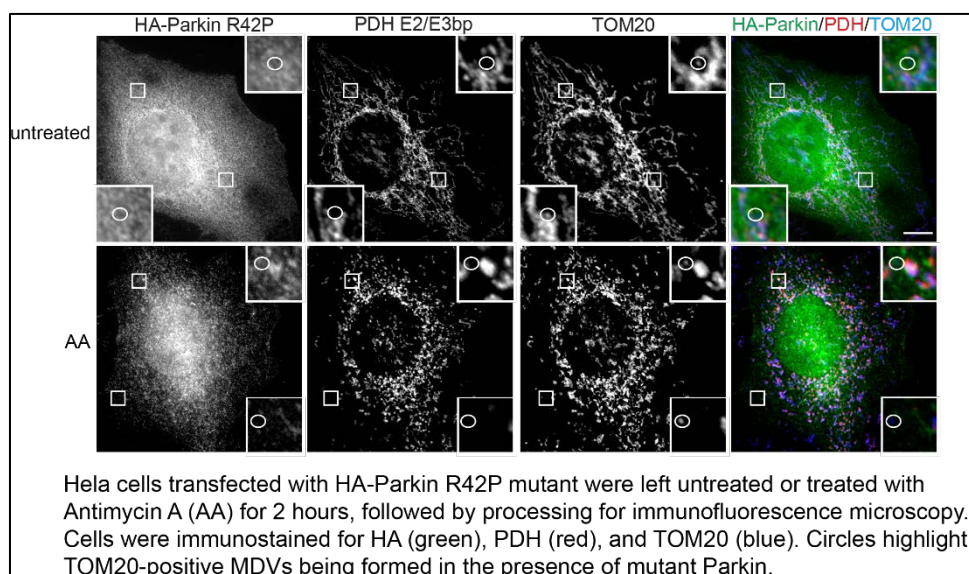 HA-Parkin R42P PDH E2/E3bp TOM20 HA-Parkin/PDH/TOM20
untreated
AA
Hela cells transfected with HA-Parkin R42P mutant were left untreated or treated with
Antimycin A (AA) for 2 hours, followed by processing for immunofluorescence microscopy.
Cells were immunostained for HA (green), PDH (red), and TOM20 (blue). Circles highlight
TOM20-positive MDVs being formed in the presence of mutant Parkin.